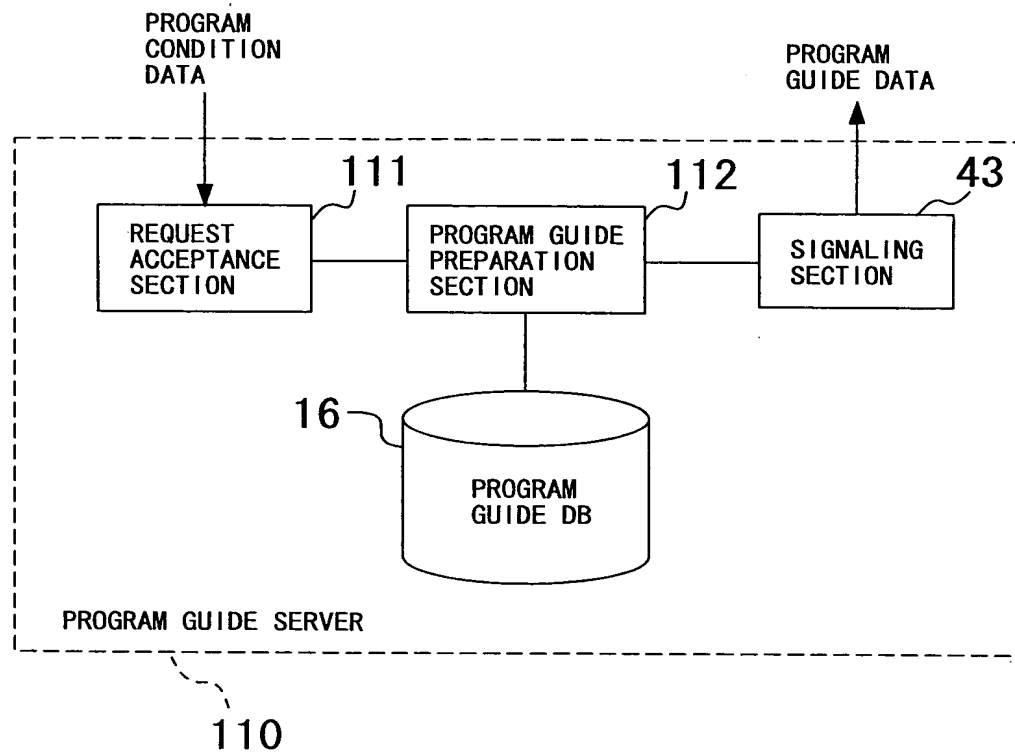 PROGRAM
CONDITION
DATA
PROGRAM
GUIDE DATA
111
112
43
REQUEST
ACCEPTANCE
SECTION
PROGRAM GUIDE
PREPARATION
SECTION
SIGNALING
SECTION
16
PROGRAM
GUIDE DB
PROGRAM GUIDE SERVER
110